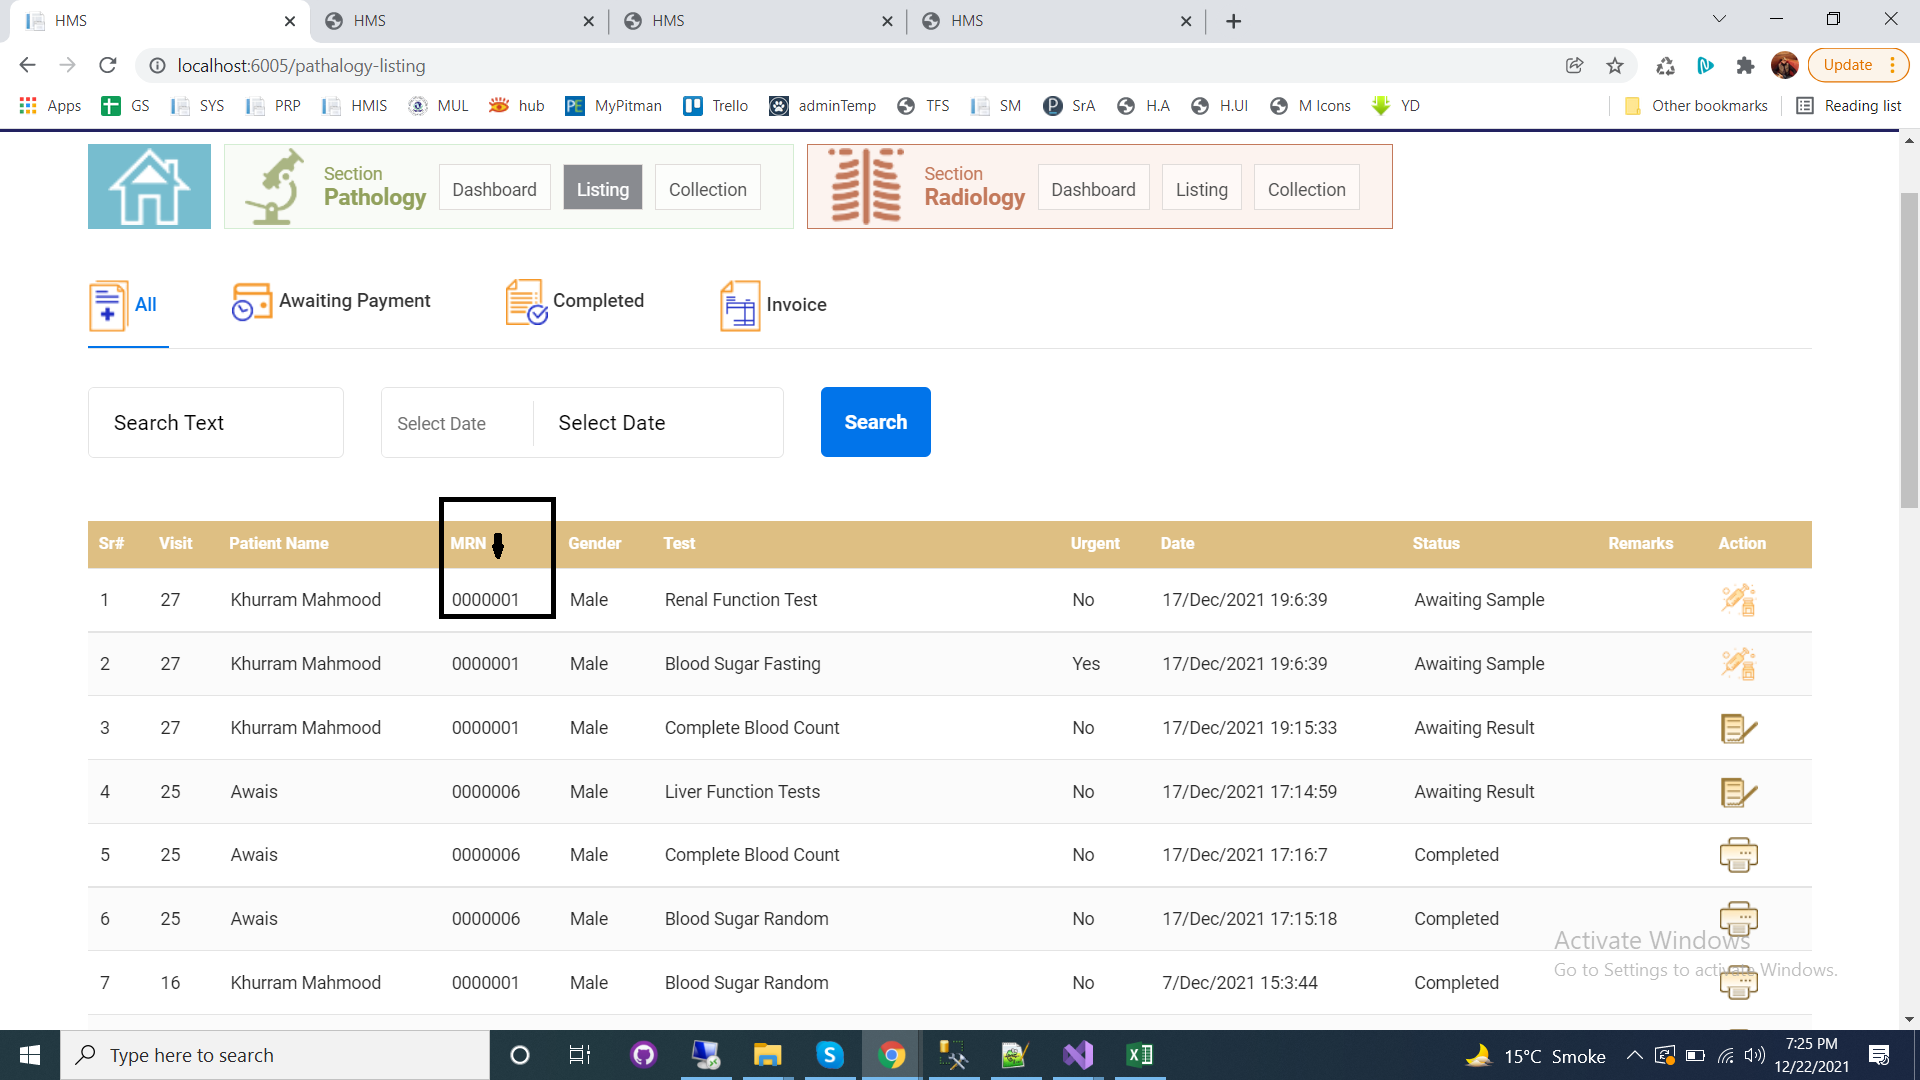 HMS
HMS
HMS
HMS
localhost:6005/pathalogy-listing
Update
Apps GS SYS PRP HMIS MUL hub MyPitman Trello adminTemp TFS SM SrA H.A H.UI M Icons YD Other bookmarks Reading list
Section
Pathology
Dashboard Listing Collection
Section
Radiology
Dashboard Listing Collection
All
Awaiting Payment
Completed
Invoice
Search Text
Select Date Select Date
Search
Sr# Visit Patient Name MRN Gender Test Urgent Date Status Remarks Action
1 27 Khurram Mahmood 0000001 Male Renal Function Test No 17/Dec/2021 19:6:39 Awaiting Sample
2 27 Khurram Mahmood 0000001 Male Blood Sugar Fasting Yes 17/Dec/2021 19:6:39 Awaiting Sample
3 27 Khurram Mahmood 0000001 Male Complete Blood Count No 17/Dec/2021 19:15:33 Awaiting Result
4 25 Awais 0000006 Male Liver Function Tests No 17/Dec/2021 17:14:59 Awaiting Result
5 25 Awais 0000006 Male Complete Blood Count No 17/Dec/2021 17:16:7 Completed
6 25 Awais 0000006 Male Blood Sugar Random No 17/Dec/2021 17:15:18 Completed
7 16 Khurram Mahmood 0000001 Male Blood Sugar Random No 7/Dec/2021 15:3:44 Completed
Activate Windows
Go to Settings to activate Windows.
Type here to search
15°C Smoke
7:25 PM
12/22/2021